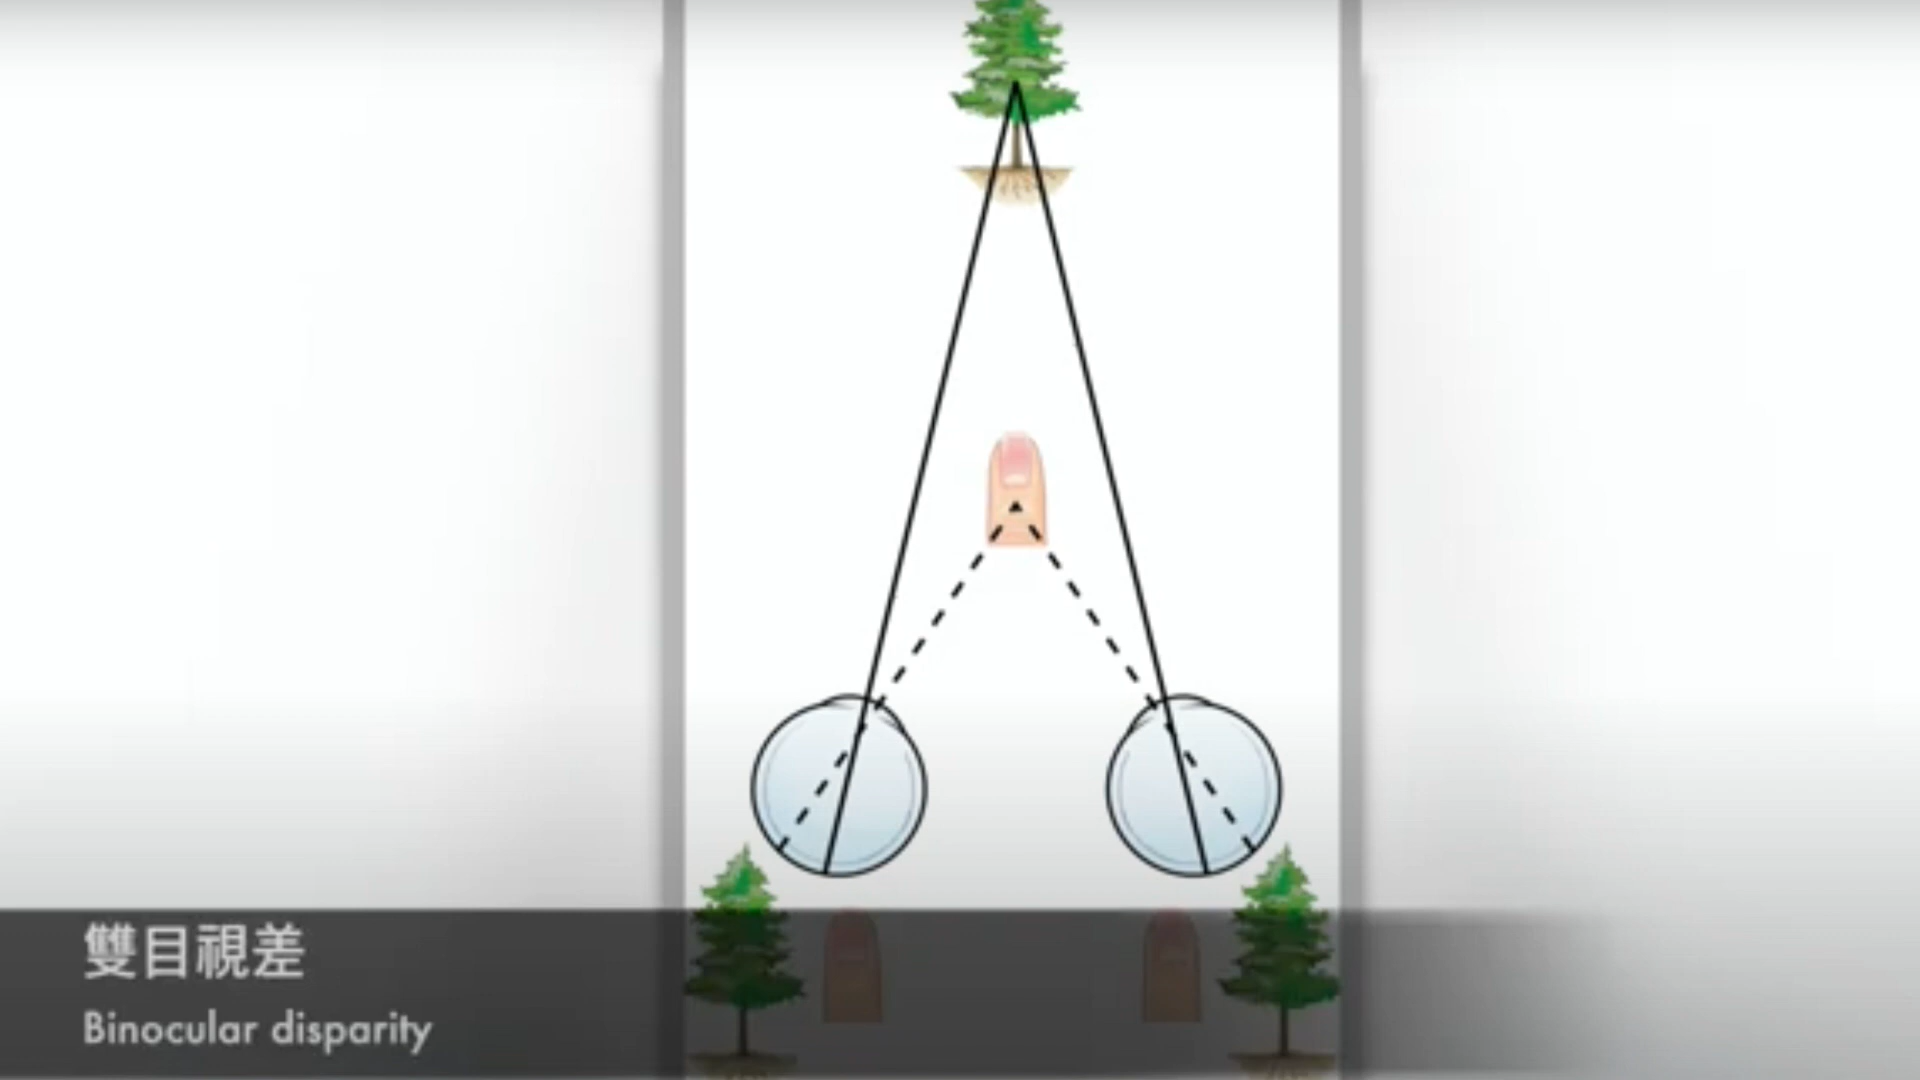 雙目視差
Binocular disparity